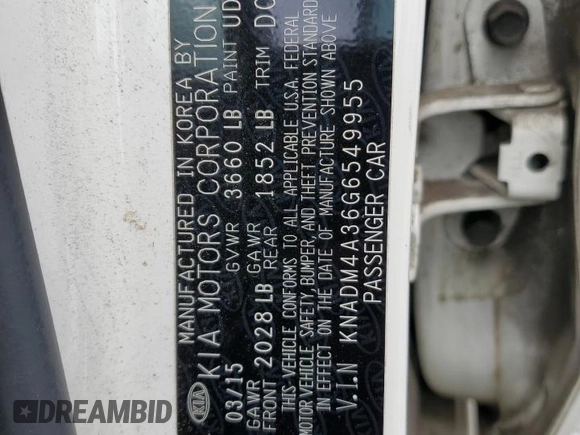 KIA
MANUFACTURED IN KOREA BY
KIA MOTORS CORPORATION
03/15 GVWR 3660 LB PAINT UD
GAWR FRONT 2028 LB GAWR REAR 1852 LB TRIM DC
THIS VEHICLE CONFORMS TO ALL APPLICABLE U.S.A. FEDERAL
MOTOR VEHICLE SAFETY, BUMPER, AND THEFT PREVENTION STANDARD
IN EFFECT ON THE DATE OF MANUFACTURE SHOWN ABOVE
V.I.N KNADM4A36G6549955
PASSENGER CAR
DREAMBID